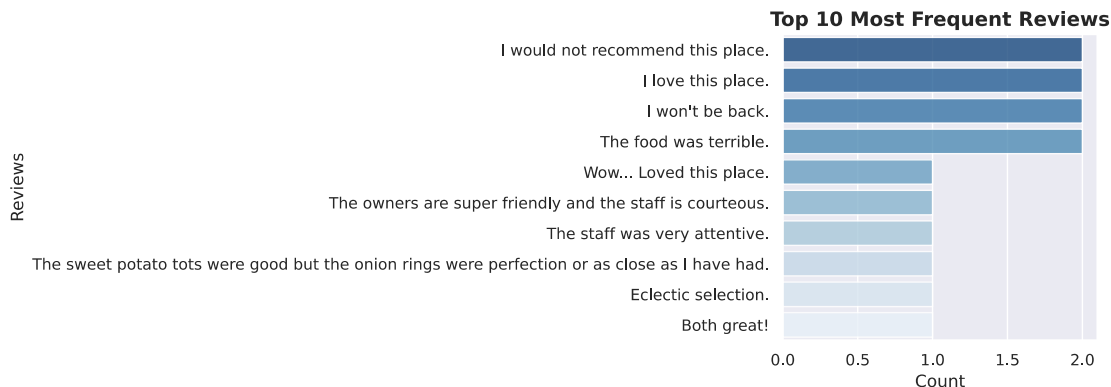 Top 10 Most Frequent Reviews
I would not recommend this place.
I love this place.
I won't be back.
The food was terrible.
Wow... Loved this place.
The owners are super friendly and the staff is courteous.
The staff was very attentive.
The sweet potato tots were good but the onion rings were perfection or as close as I have had.
Eclectic selection.
Both great!
Reviews
0.0 0.5 1.0 1.5 2.0
Count